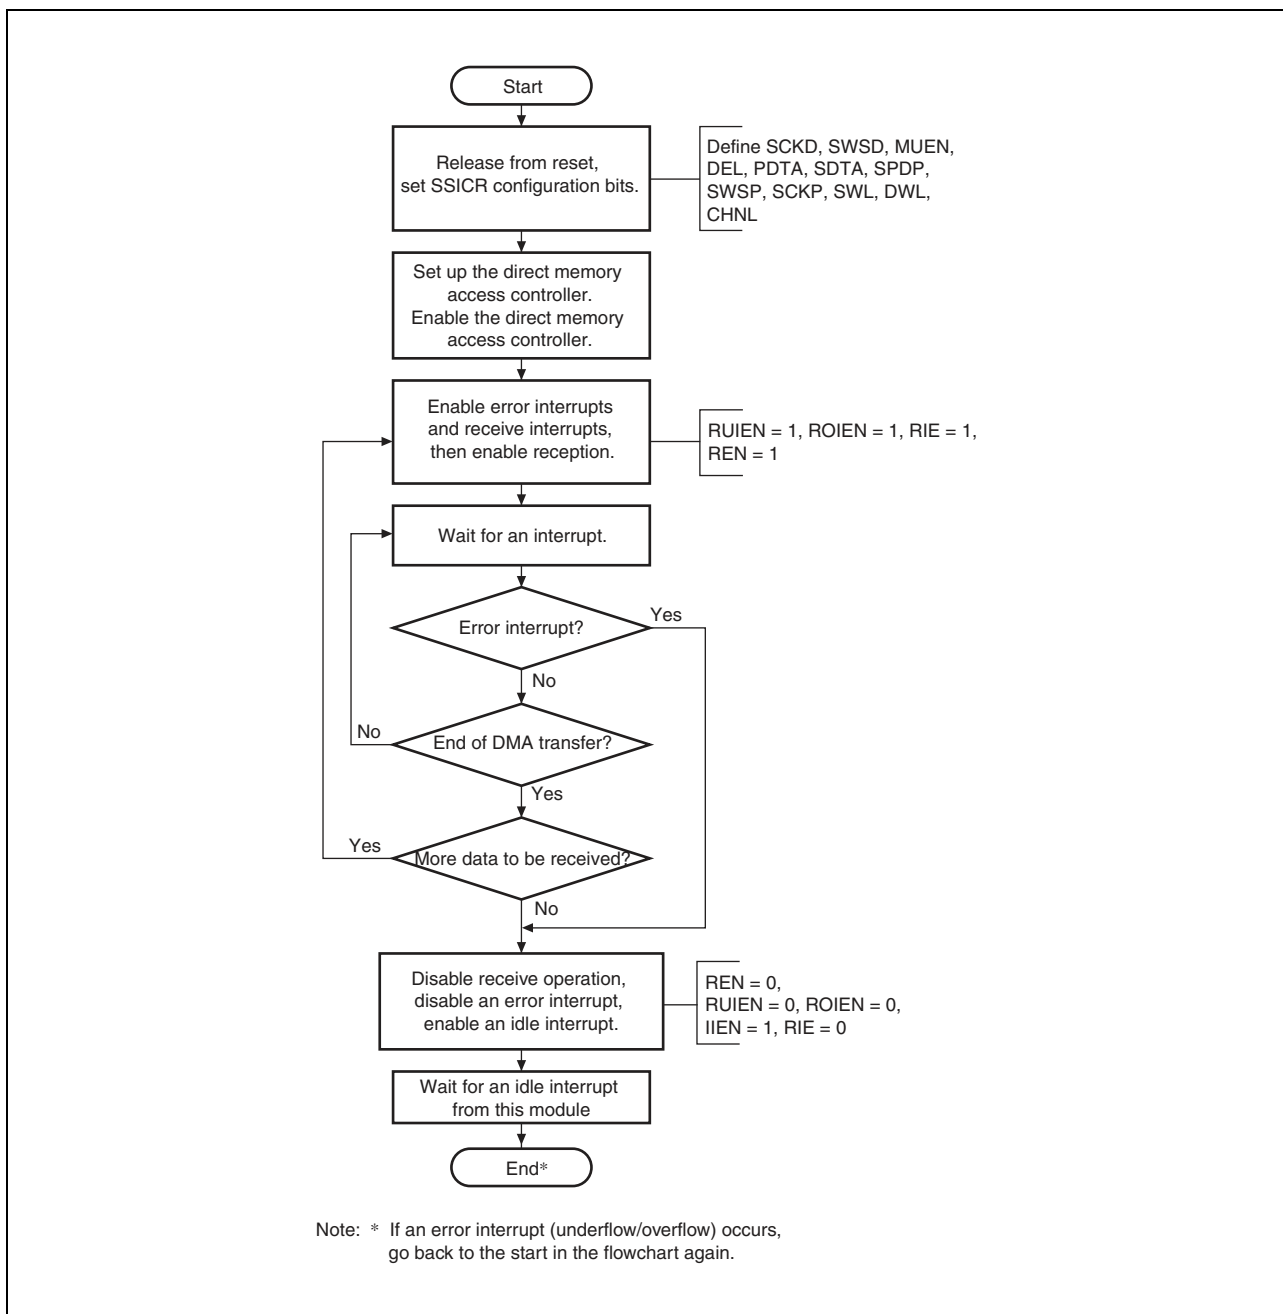 Start
Release from reset,
set SSICR configuration bits.
Define SCKD, SWSD, MUEN,
DEL, PDTA, SDTA, SPDP,
SWSP, SCKP, SWL, DWL,
CHNL
Set up the direct memory
access controller.
Enable the direct memory
access controller.
Enable error interrupts
and receive interrupts,
then enable reception.
RUIEN = 1, ROIEN = 1, RIE = 1,
REN = 1
Wait for an interrupt.
Error interrupt?
Yes
No
End of DMA transfer?
No
Yes
More data to be received?
Yes
No
Disable receive operation,
disable an error interrupt,
enable an idle interrupt.
REN = 0,
RUIEN = 0, ROIEN = 0,
IIEN = 1, RIE = 0
Wait for an idle interrupt
from this module
End*
Note: * If an error interrupt (underflow/overflow) occurs,
go back to the start in the flowchart again.